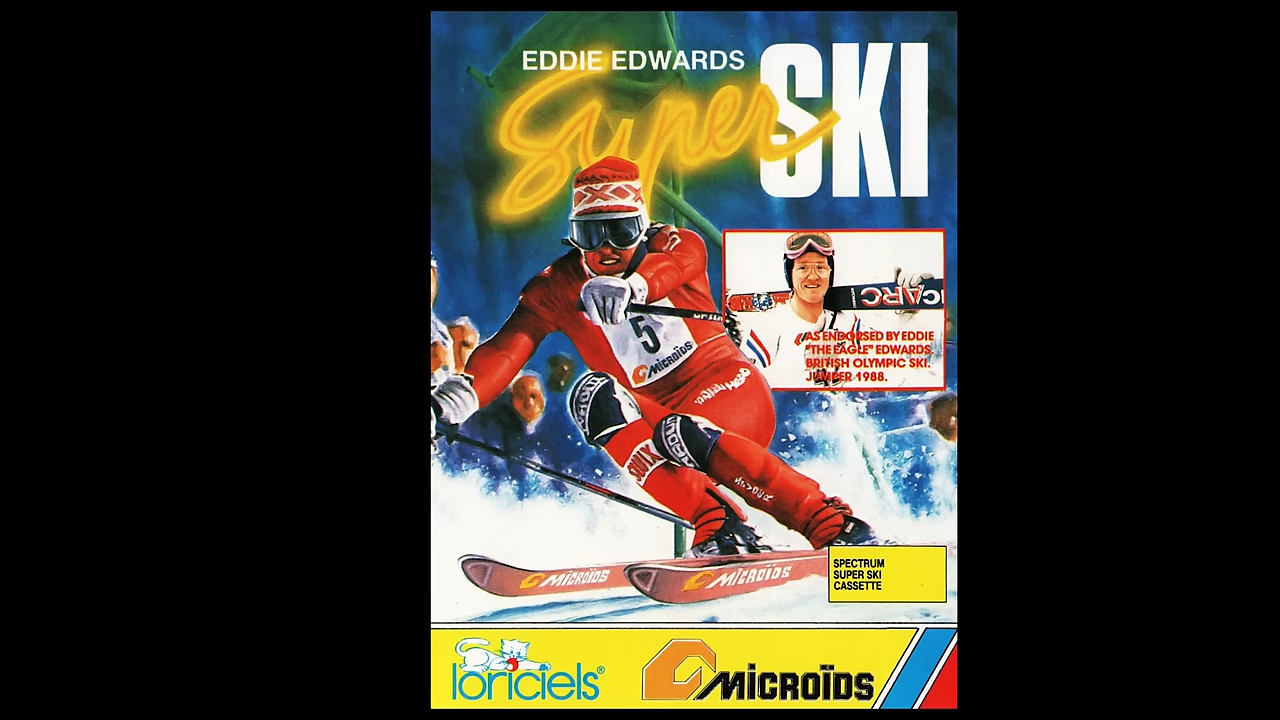 EDDIE EDWARDS
Super SKI
5
MICROÏDS
AS ENDORSED BY EDDIE
"THE EAGLE" EDWARDS.
BRITISH OLYMPIC SKI.
JUMPER 1988.
MICROÏDS
MICROÏDS
SPECTRUM
SUPER SKI
CASSETTE
loriciels®
MICROÏDS